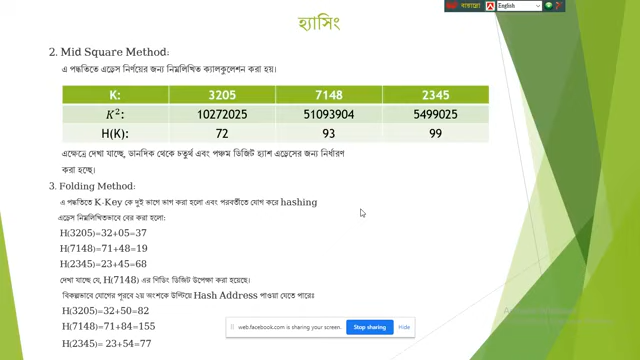 বাংলাদেশ
English
হ্যাসিং
2. Mid Square Method:
এ পদ্ধতিতে এড্রেস নির্ণয়ের জন্য নিম্নলিখিত ক্যালকুলেশন করা হয়।
K: 3205 7148 2345
K²: 10272025 51093904 5499025
H(K): 72 93 99
এক্ষেত্রে দেখা যাচ্ছে, ডানদিক থেকে চতুর্থ এবং পঞ্চম ডিজিট হ্যাশ এড্রেসের জন্য নির্ধারণ
করা হচ্ছে।
3. Folding Method:
এ পদ্ধতিতে K-Key কে দুই ভাগে ভাগ করা হলো এবং পরবর্তীতে যোগ করে hashing
এড্রেস নিম্নলিখিতভাবে বের করা হলো:
H(3205)=32+05=37
H(7148)=71+48=19
H(2345)=23+45=68
দেখা যাচ্ছে যে, H(7148) এর লিডিং ডিজিট উপেক্ষা করা হয়েছে।
বিকল্পভাবে যোগের পূরবে ২য় অংশকে উল্টিয়ে Hash Address পাওয়া যেতে পারেঃ
H(3205)=32+50=82
H(7148)=71+84=155
H(2345)= 23+54=77
web.facebook.com is sharing your screen. Stop sharing Hide